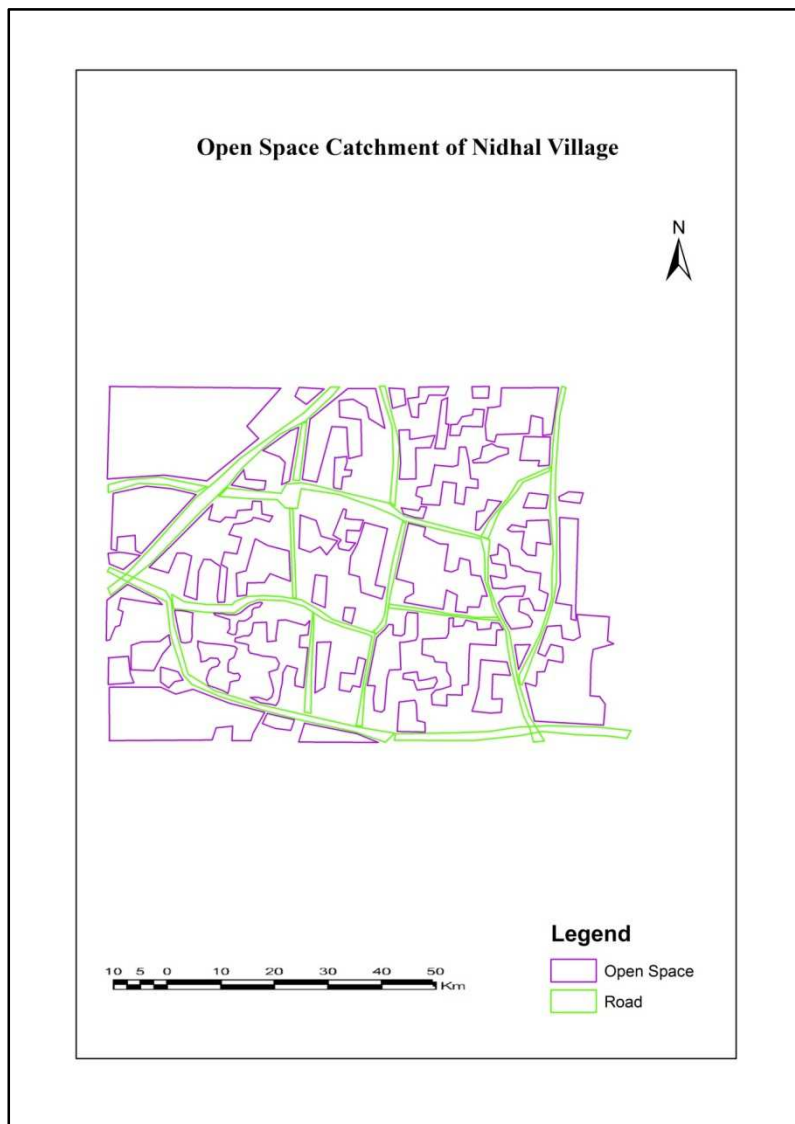 Open Space Catchment of Nidhal Village
N
Legend
Open Space
Road
10 5 0 10 20 30 40 50
Km